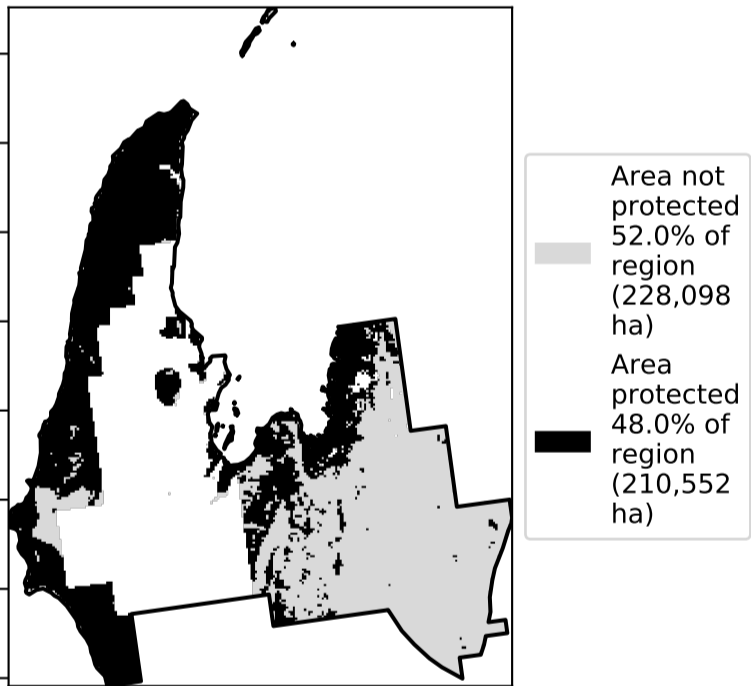 Area not
protected
52.0% of
region
(228,098
ha)
Area
protected
48.0% of
region
(210,552
ha)